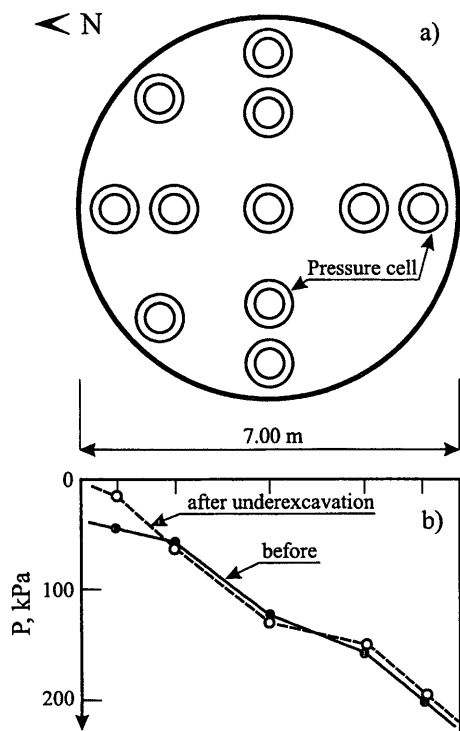 N
a)
Pressure cell
7.00 m
0
after underexcavation
b)
before
100
P, kPa
200